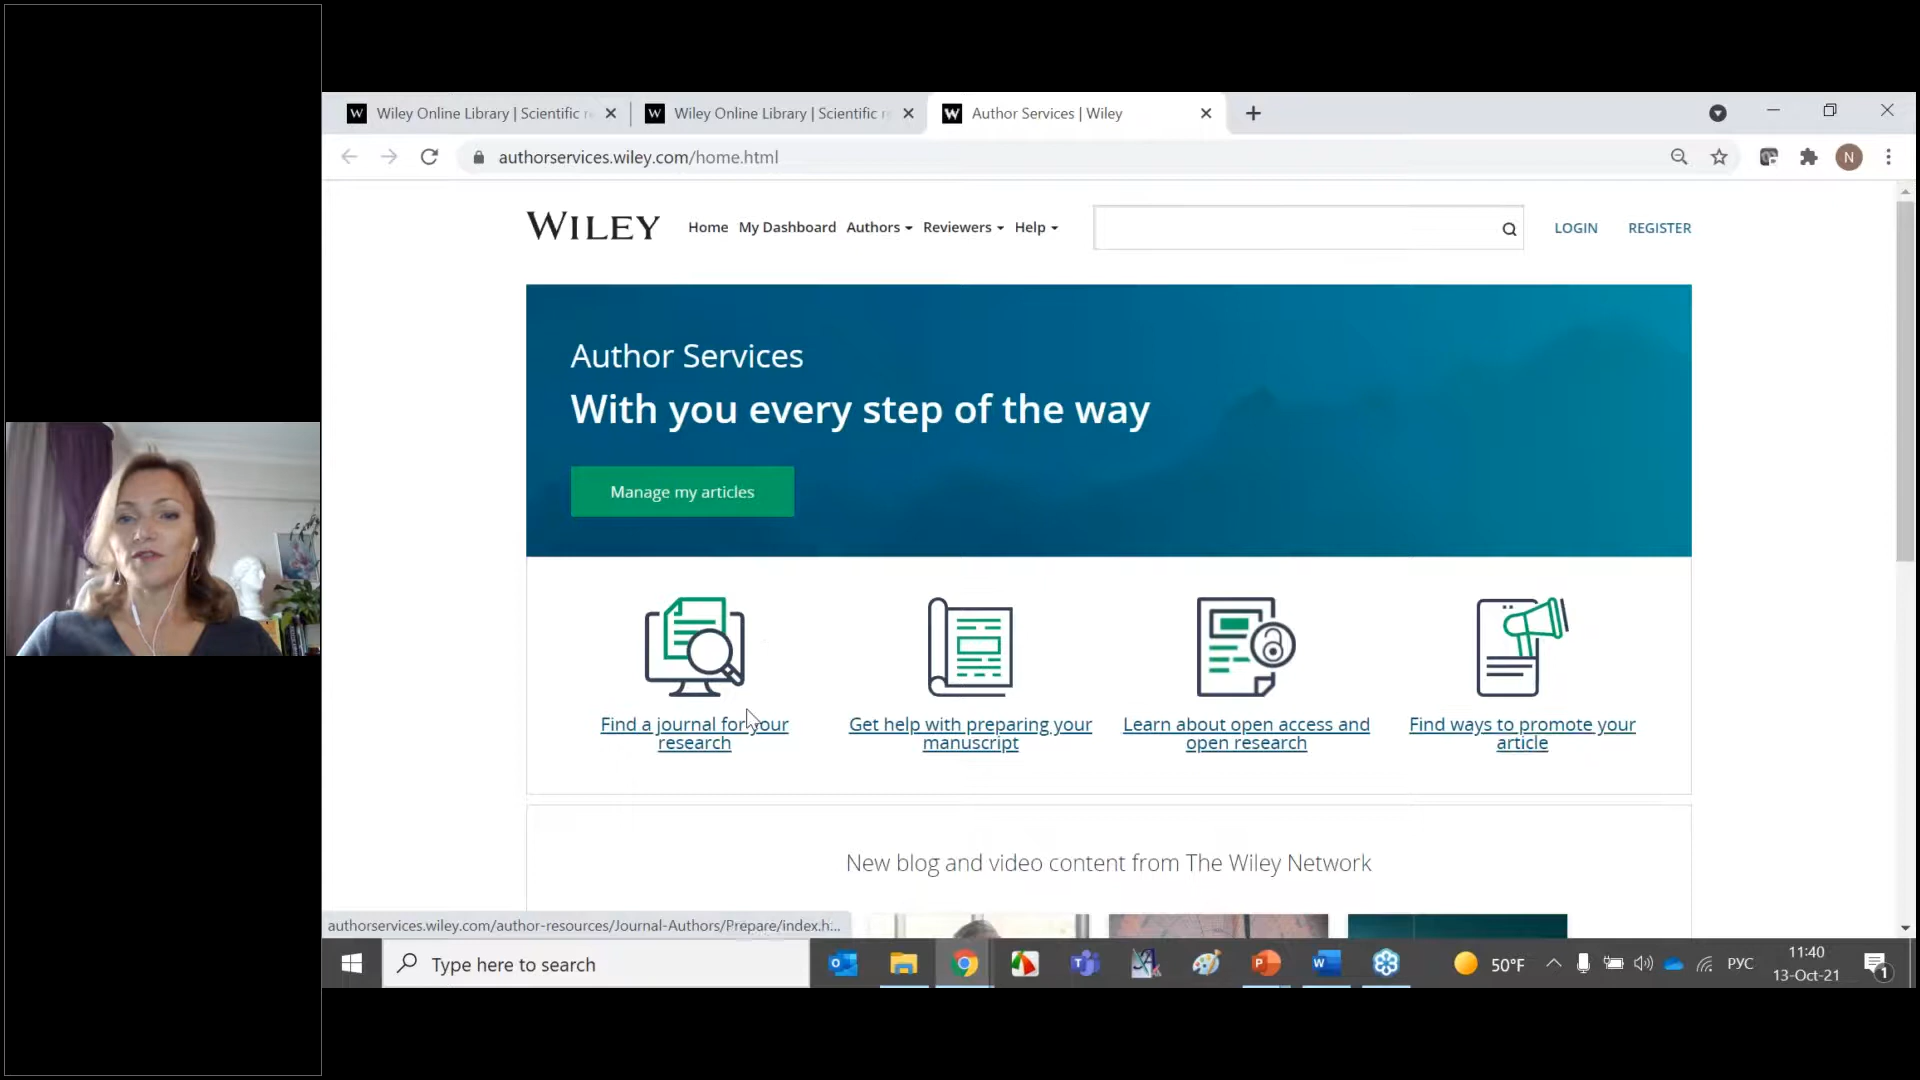 Wiley Online Library | Scientific r
Wiley Online Library | Scientific r
Author Services | Wiley
authorservices.wiley.com/home.html
N
WILEY
Home
My Dashboard
Authors
Reviewers
Help
LOGIN
REGISTER
Author Services
With you every step of the way
Manage my articles
Find a journal for your
research
Get help with preparing your
manuscript
Learn about open access and
open research
Find ways to promote your
article
New blog and video content from The Wiley Network
authorservices.wiley.com/author-resources/Journal-Authors/Prepare/index.h...
Type here to search
50°F
РУС
11:40
13-Oct-21
1